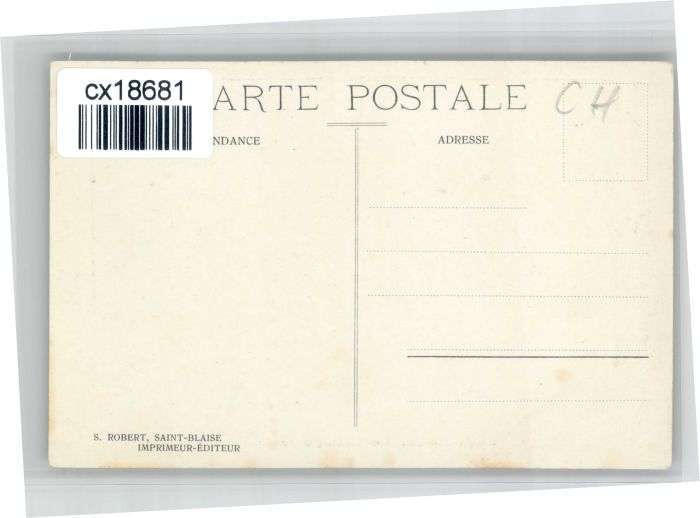 cx18681
ARTE POSTALE
CH
NDANCE
ADRESSE
S. ROBERT, SAINT-BLAISE
IMPRIMEUR-ÉDITEUR